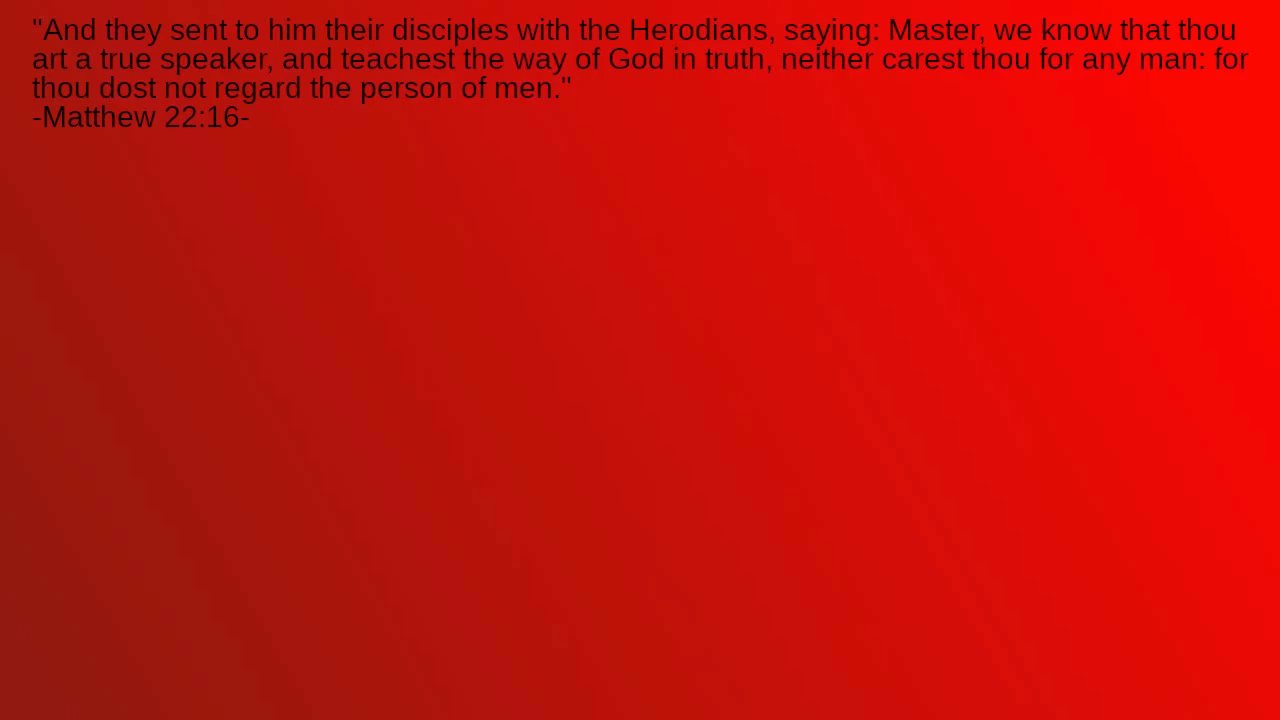 "And they sent to him their disciples with the Herodians, saying: Master, we know that thou
art a true speaker, and teachest the way of God in truth, neither carest thou for any man: for
thou dost not regard the person of men."
-Matthew 22:16-